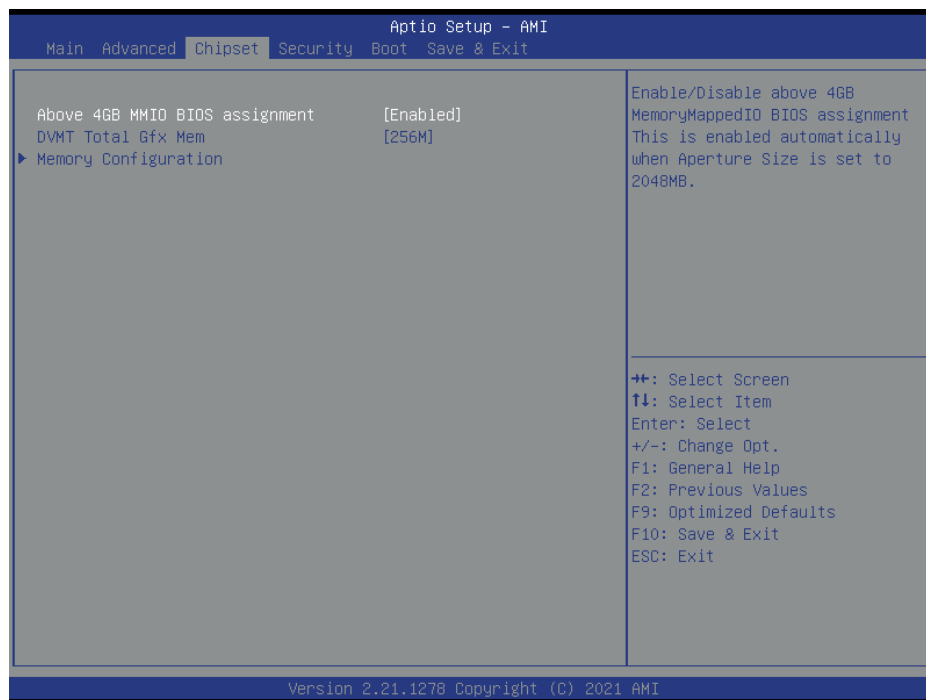 Aptio Setup – AMI
Main Advanced Chipset Security Boot Save & Exit
Above 4GB MMIO BIOS assignment [Enabled]
DVMT Total Gfx Mem [256M]
Memory Configuration
Enable/Disable above 4GB
MemoryMappedIO BIOS assignment
This is enabled automatically
when Aperture Size is set to
2048MB.
→←: Select Screen
↑↓: Select Item
Enter: Select
+/-: Change Opt.
F1: General Help
F2: Previous Values
F9: Optimized Defaults
F10: Save & Exit
ESC: Exit
Version 2.21.1278 Copyright (C) 2021 AMI